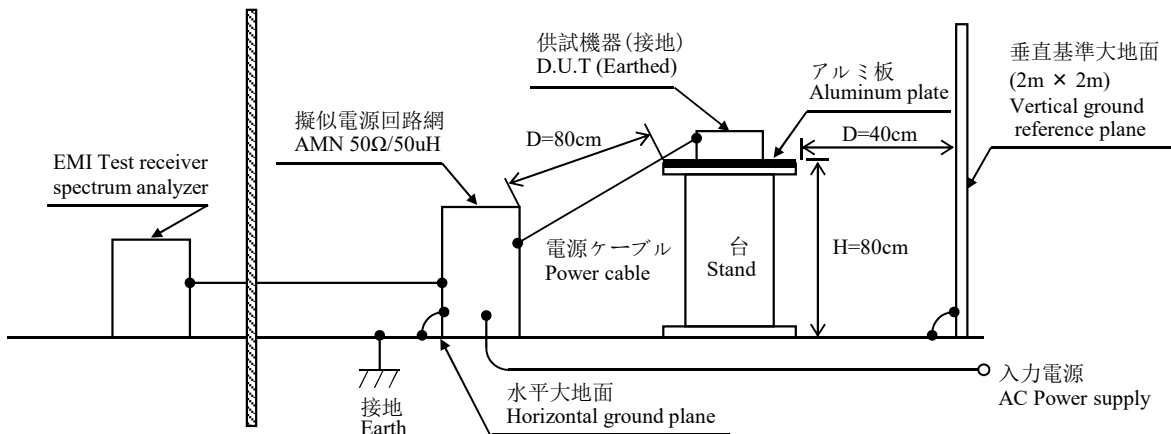 供試機器(接地)
D.U.T (Earthed)
アルミ板
Aluminum plate
垂直基準大地面
(2m × 2m)
Vertical ground
reference plane
擬似電源回路網
AMN 50Ω/50uH
D=80cm
D=40cm
EMI Test receiver
spectrum analyzer
電源ケーブル
Power cable
台
Stand
H=80cm
接地
Earth
水平大地面
Horizontal ground plane
入力電源
AC Power supply